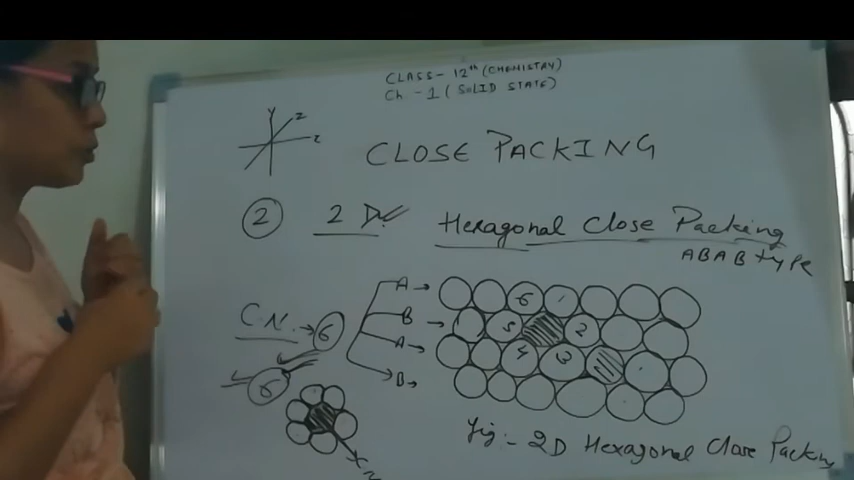 CLASS - 12th (CHEMISTRY)
Ch - 1 (SOLID STATE)
Y
Z
CLOSE PACKING
2 2 D Hexagonal Close Packing
ABAB type
A
6 1
B
5 2
C.N. → 6
A
4 3
6
B
Fig:- 2D Hexagonal Close Packing